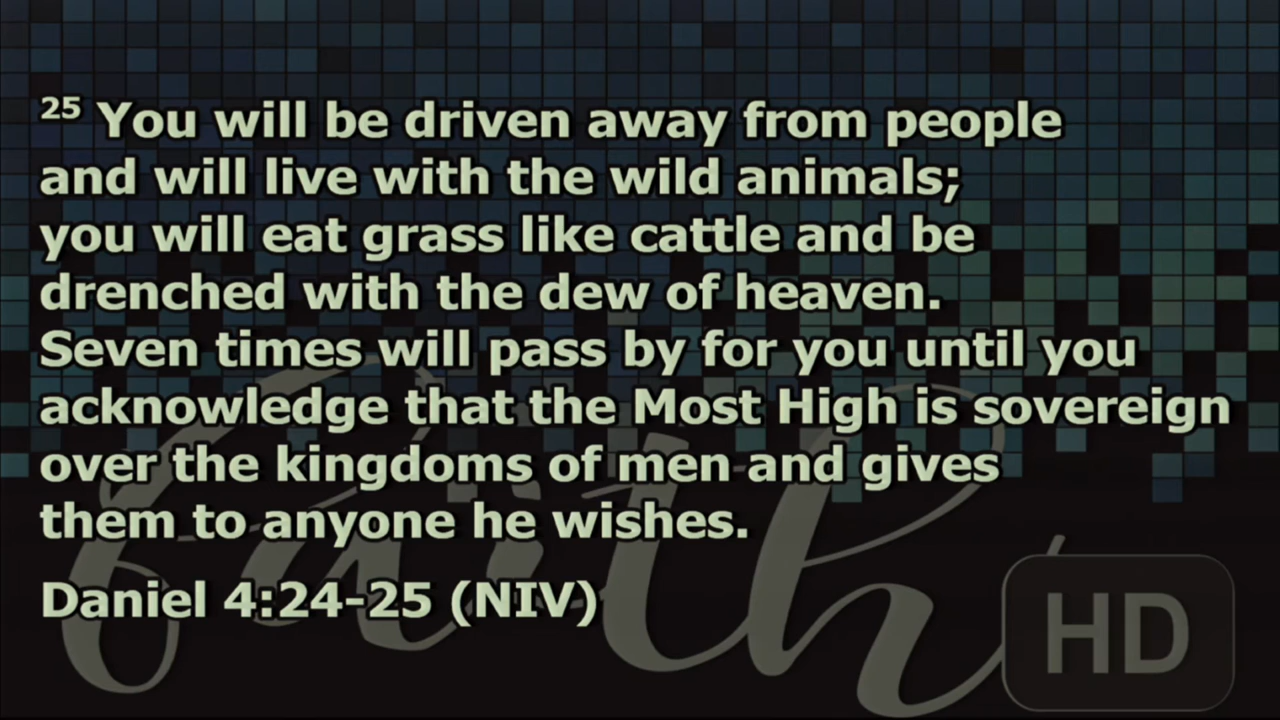 25 You will be driven away from people
and will live with the wild animals;
you will eat grass like cattle and be
drenched with the dew of heaven.
Seven times will pass by for you until you
acknowledge that the Most High is sovereign
over the kingdoms of men and gives
them to anyone he wishes.
Daniel 4:24-25 (NIV)
faith
HD